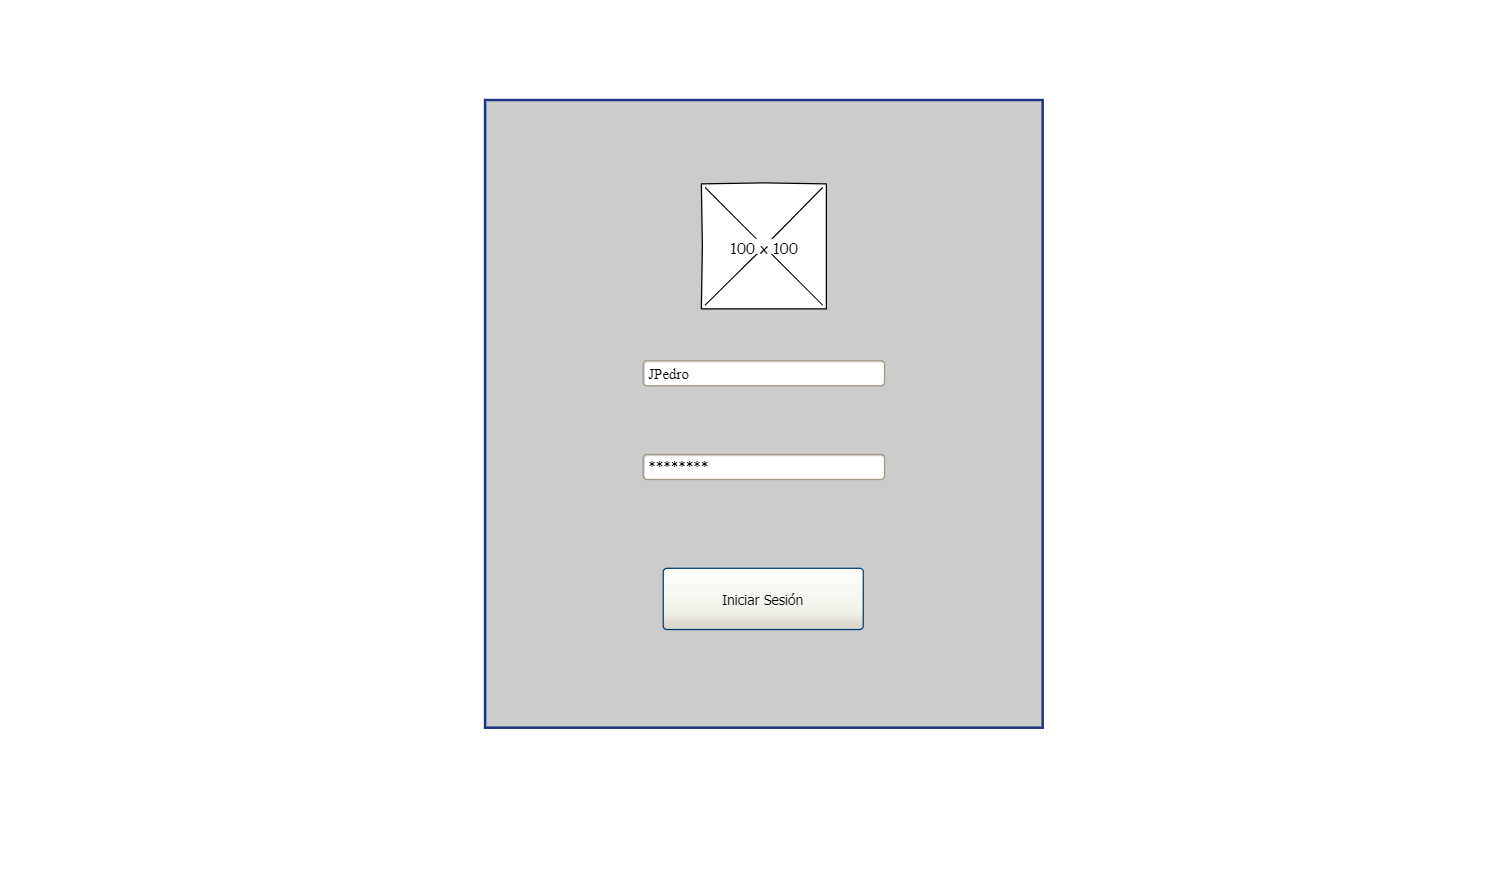 100 × 100
JPedro
********
Iniciar Sesión